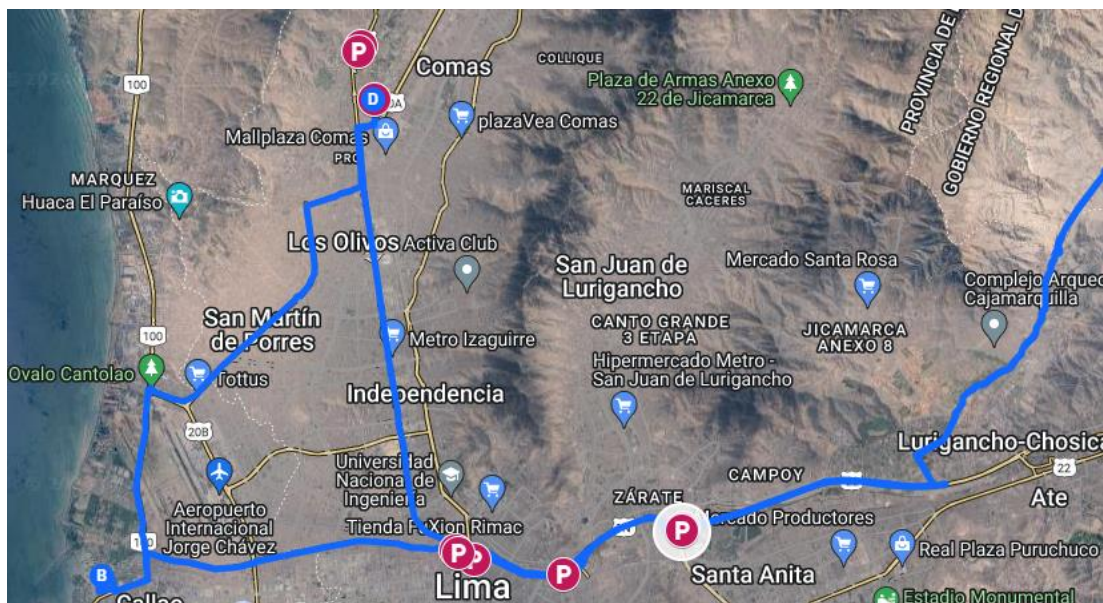 100
P
Comas
COLLIQUE
Plaza de Armas Anexo
22 de Jicamarca
PROVINCIA DE
GOBIERNO REGIONAL D
D
0A
Mallplaza Comas
plazaVea Comas
PRO
MARQUEZ
Huaca El Paraíso
MARISCAL
CACERES
Los Olivos
Activa Club
San Juan de
Lurigancho
Mercado Santa Rosa
Complejo Arqueo
Cajamarquilla
San Martín
de Porres
100
CANTO GRANDE
3 ETAPA
JICAMARCA
ANEXO 8
Metro Izaguirre
Ovalo Cantolao
Tottus
Hipermercado Metro -
San Juan de Lurigancho
Independencia
20B
Lurigancho-Chosica
22
Universidad
Nacional de
Ingeniería
CAMPOY
Ate
Aeropuerto
Internacional
Jorge Chávez
ZÁRATE
Tienda FuXion Rimac
P
Mercado Productores
Real Plaza Puruchuco
P
P
P
B
Lima
Santa Anita
Callao
Estadio Monumental